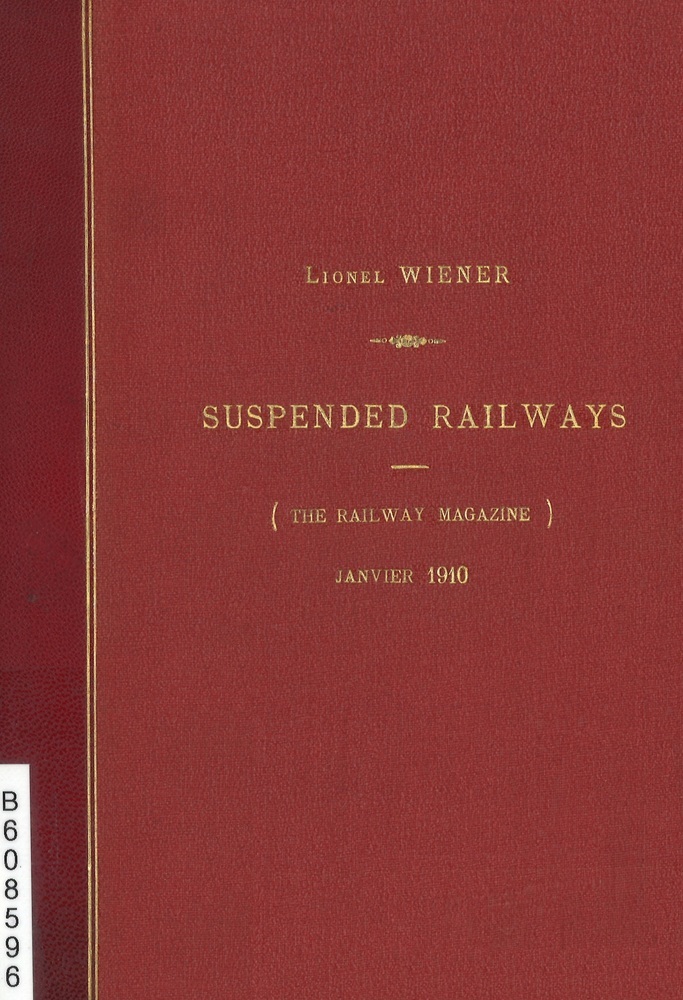 Lionel WIENER
SUSPENDED RAILWAYS
( THE RAILWAY MAGAZINE )
JANVIER 1910
B608596